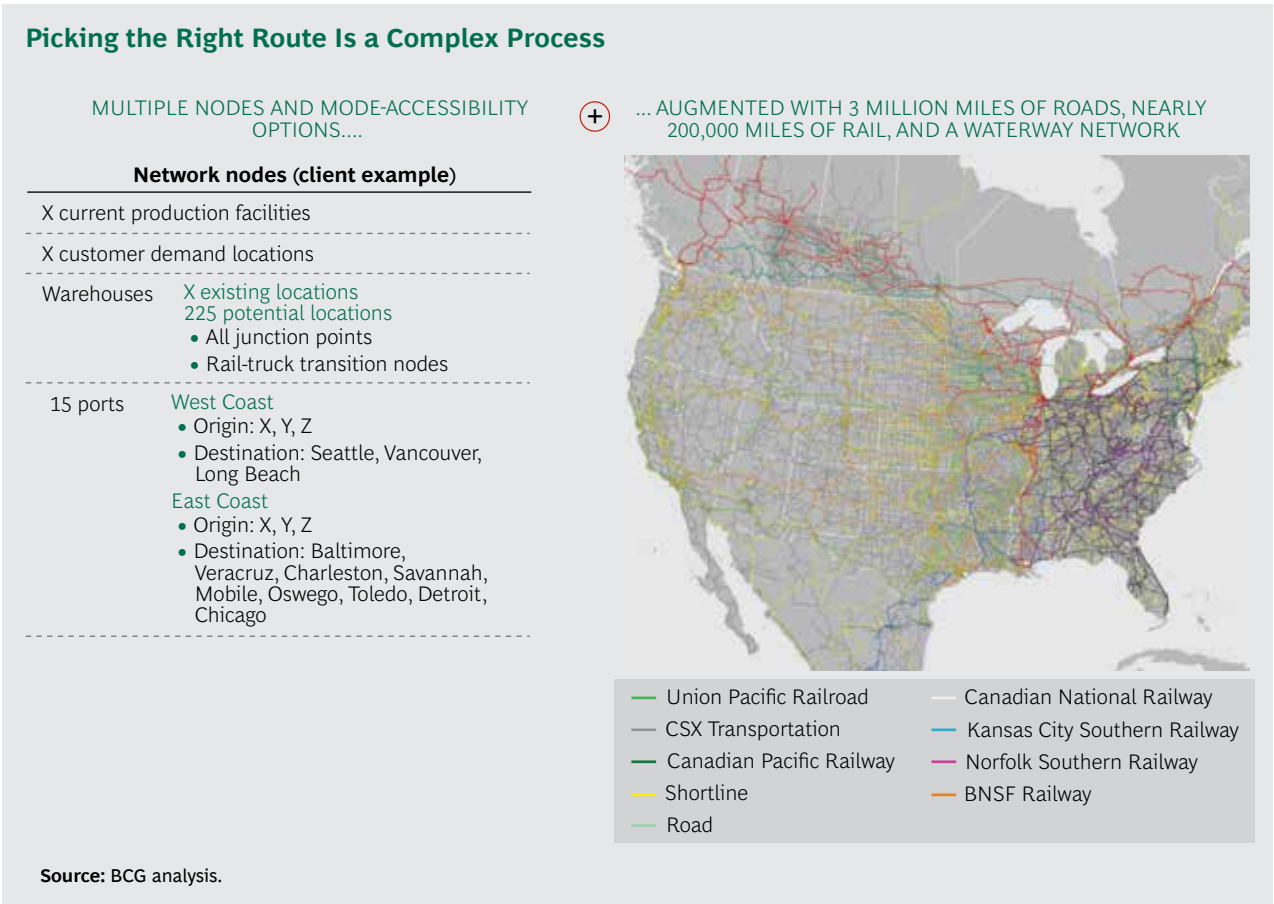 Picking the Right Route Is a Complex Process
MULTIPLE NODES AND MODE-ACCESSIBILITY
OPTIONS....
+
... AUGMENTED WITH 3 MILLION MILES OF ROADS, NEARLY
200,000 MILES OF RAIL, AND A WATERWAY NETWORK
Network nodes (client example)
X current production facilities
X customer demand locations
Warehouses
X existing locations
225 potential locations
• All junction points
• Rail-truck transition nodes
15 ports
West Coast
• Origin: X, Y, Z
• Destination: Seattle, Vancouver,
Long Beach
East Coast
• Origin: X, Y, Z
• Destination: Baltimore,
Veracruz, Charleston, Savannah,
Mobile, Oswego, Toledo, Detroit,
Chicago
Union Pacific Railroad
CSX Transportation
Canadian Pacific Railway
Shortline
Road
Canadian National Railway
Kansas City Southern Railway
Norfolk Southern Railway
BNSF Railway
Source: BCG analysis.